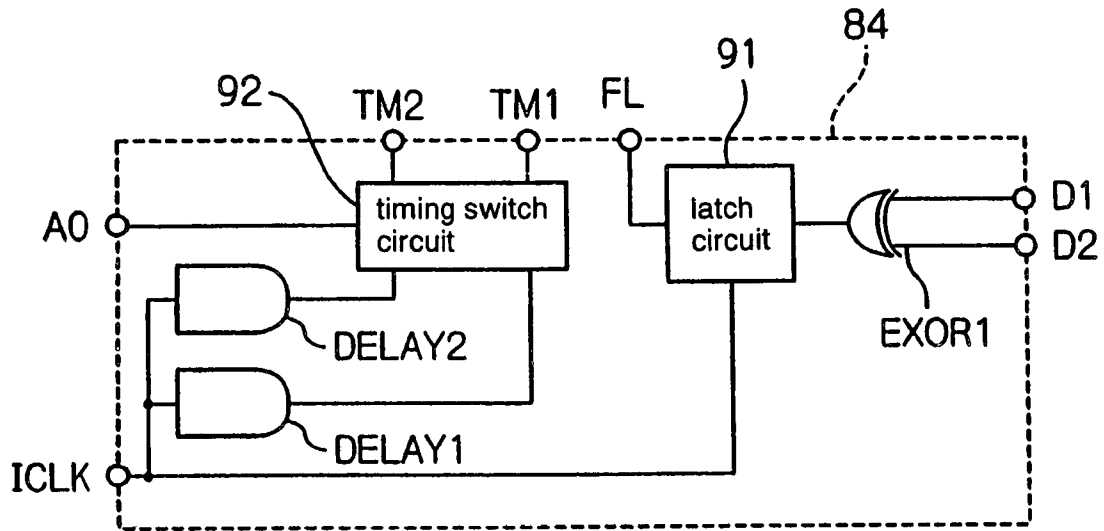 84
91
92
TM2
TM1
FL
timing switch
circuit
latch
circuit
A0
D1
D2
EXOR1
DELAY2
DELAY1
ICLK